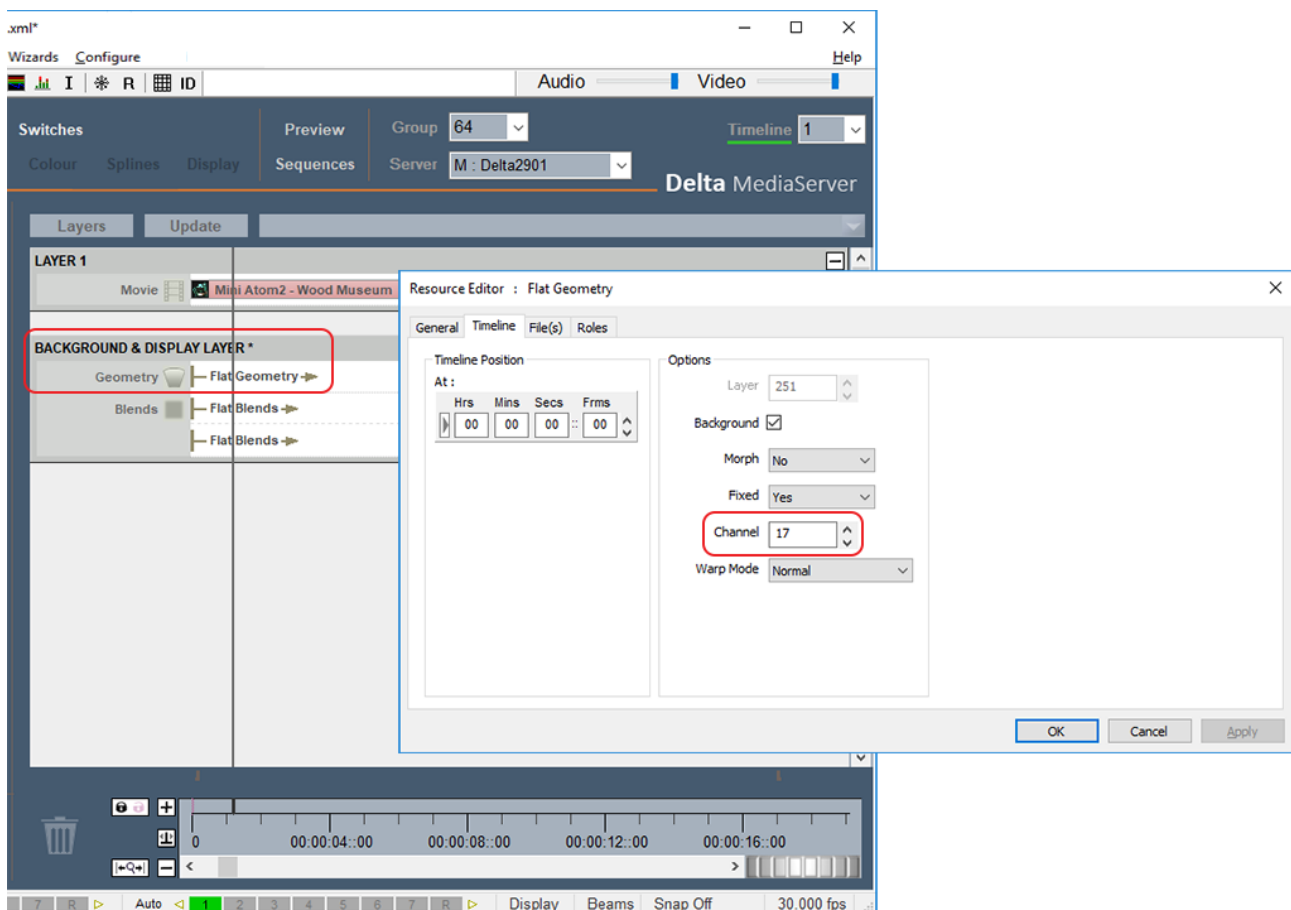 .xml*
Wizards Configure Help
I R ID Audio Video
Switches Preview Group 64 Timeline 1
Colour Splines Display Sequences Server M : Delta2901
Delta MediaServer
Layers Update
LAYER 1
Movie Mini Atom2 - Wood Museum
BACKGROUND & DISPLAY LAYER *
Geometry Flat Geometry
Blends Flat Blends
Flat Blends
Resource Editor : Flat Geometry
General Timeline File(s) Roles
Timeline Position
At :
Hrs Mins Secs Frms
00 00 00 :: 00
Options
Layer 251
Background
Morph No
Fixed Yes
Channel 17
Warp Mode Normal
OK Cancel Apply
0 00:00:04::00 00:00:08::00 00:00:12::00 00:00:16::00
7 R Auto 1 2 3 4 5 6 7 R Display Beams Snap Off 30.000 fps